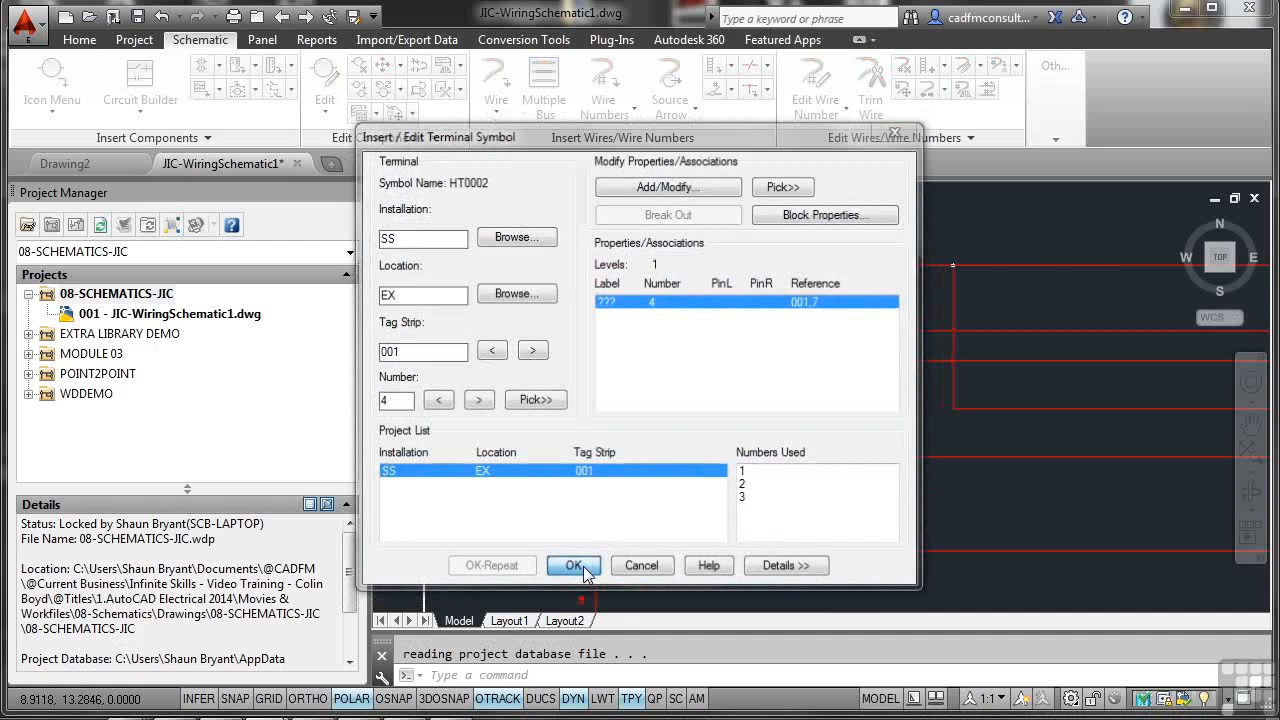 JIC-WiringSchematic1.dwg
Type a keyword or phrase
cadfmconsult...
E
Home Project Schematic Panel Reports Import/Export Data Conversion Tools Plug-Ins Autodesk 360 Featured Apps
Icon Menu Circuit Builder Edit Wire Multiple Bus Wire Numbers Source Arrow Edit Wire Number Trim Wire Oth...
Insert Components Edit C Insert Wires/Wire Numbers Edit Wires/Wire Numbers
Drawing2 JIC-WiringSchematic1*
Project Manager
08-SCHEMATICS-JIC
Projects
08-SCHEMATICS-JIC
001 - JIC-WiringSchematic1.dwg
EXTRA LIBRARY DEMO
MODULE 03
POINT2POINT
WDDEMO
Details
Status: Locked by Shaun Bryant(SCB-LAPTOP)
File Name: 08-SCHEMATICS-JIC.wdp
Location: C:\Users\Shaun Bryant\Documents\@CADFM
\@Current Business\Infinite Skills - Video Training - Colin
Boyd\@Titles\1.AutoCAD Electrical 2014\Movies &
Workfiles\08-Schematics\Drawings\08-SCHEMATICS-JIC
\08-SCHEMATICS-JIC
Project Database: C:\Users\Shaun Bryant\AppData
Insert / Edit Terminal Symbol
Terminal
Symbol Name: HT0002
Installation:
SS Browse...
Location:
EX Browse...
Tag Strip:
001 < >
Number:
4 < > Pick>>
Modify Properties/Associations
Add/Modify... Pick>>
Break Out Block Properties...
Properties/Associations
Levels: 1
Label Number PinL PinR Reference
??? 4 001,7
Project List
Installation Location Tag Strip
SS EX 001
Numbers Used
1
2
3
OK-Repeat OK Cancel Help Details >>
N
W TOP E
S
WCS
Model Layout1 Layout2
reading project database file . . .
Type a command
8.9118, 13.2846, 0.0000 INFER SNAP GRID ORTHO POLAR OSNAP 3DOSNAP OTRACK DUCS DYN LWT TPY QP SC AM MODEL 1:1